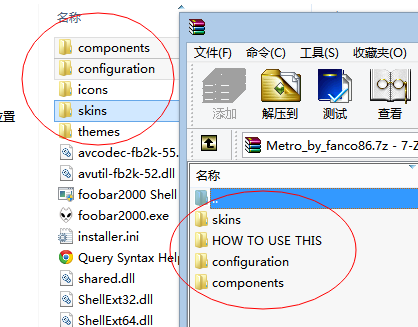 名称
components
configuration
icons
skins
themes
avcodec-fb2k-55.
avutil-fb2k-52.dll
foobar2000 Shell
foobar2000.exe
installer.ini
Query Syntax Help
shared.dll
ShellExt32.dll
ShellExt64.dll
位置
文件(F)
命令(C)
工具(S)
收藏夹(O)
添加
解压到
测试
查看
Metro_by_fanco86.7z - 7-Z
名称
..
skins
HOW TO USE THIS
configuration
components